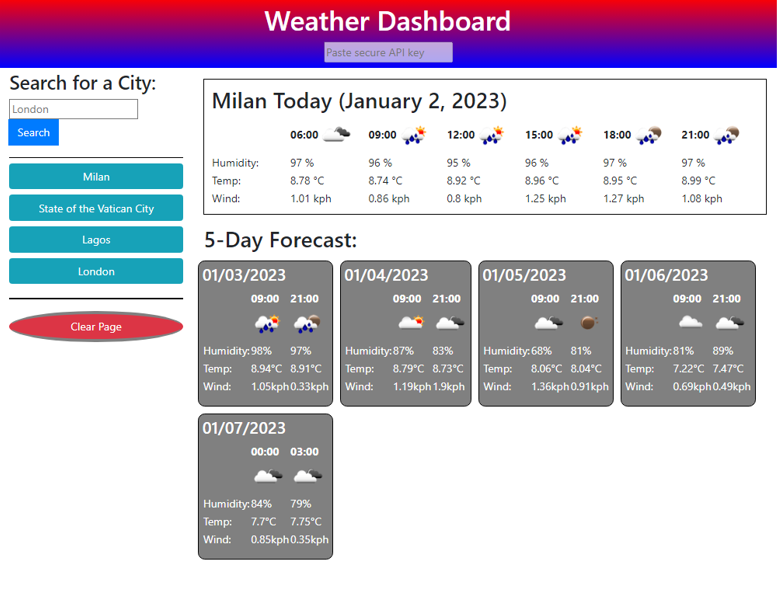 Weather Dashboard
Paste secure API key
Search for a City:
London
Search
Milan
State of the Vatican City
Lagos
London
Clear Page
Milan Today (January 2, 2023)
06:00 09:00 12:00 15:00 18:00 21:00
Humidity: 97 % 96 % 95 % 96 % 97 % 97 %
Temp: 8.78 °C 8.74 °C 8.92 °C 8.96 °C 8.95 °C 8.99 °C
Wind: 1.01 kph 0.86 kph 0.8 kph 1.25 kph 1.27 kph 1.08 kph
5-Day Forecast:
01/03/2023
09:00 21:00
Humidity: 98% 97%
Temp: 8.94°C 8.91°C
Wind: 1.05kph 0.33kph
01/04/2023
09:00 21:00
Humidity: 87% 83%
Temp: 8.79°C 8.73°C
Wind: 1.19kph 1.9kph
01/05/2023
09:00 21:00
Humidity: 68% 81%
Temp: 8.06°C 8.04°C
Wind: 1.36kph 0.91kph
01/06/2023
09:00 21:00
Humidity: 81% 89%
Temp: 7.22°C 7.47°C
Wind: 0.69kph 0.49kph
01/07/2023
00:00 03:00
Humidity: 84% 79%
Temp: 7.7°C 7.75°C
Wind: 0.85kph 0.35kph